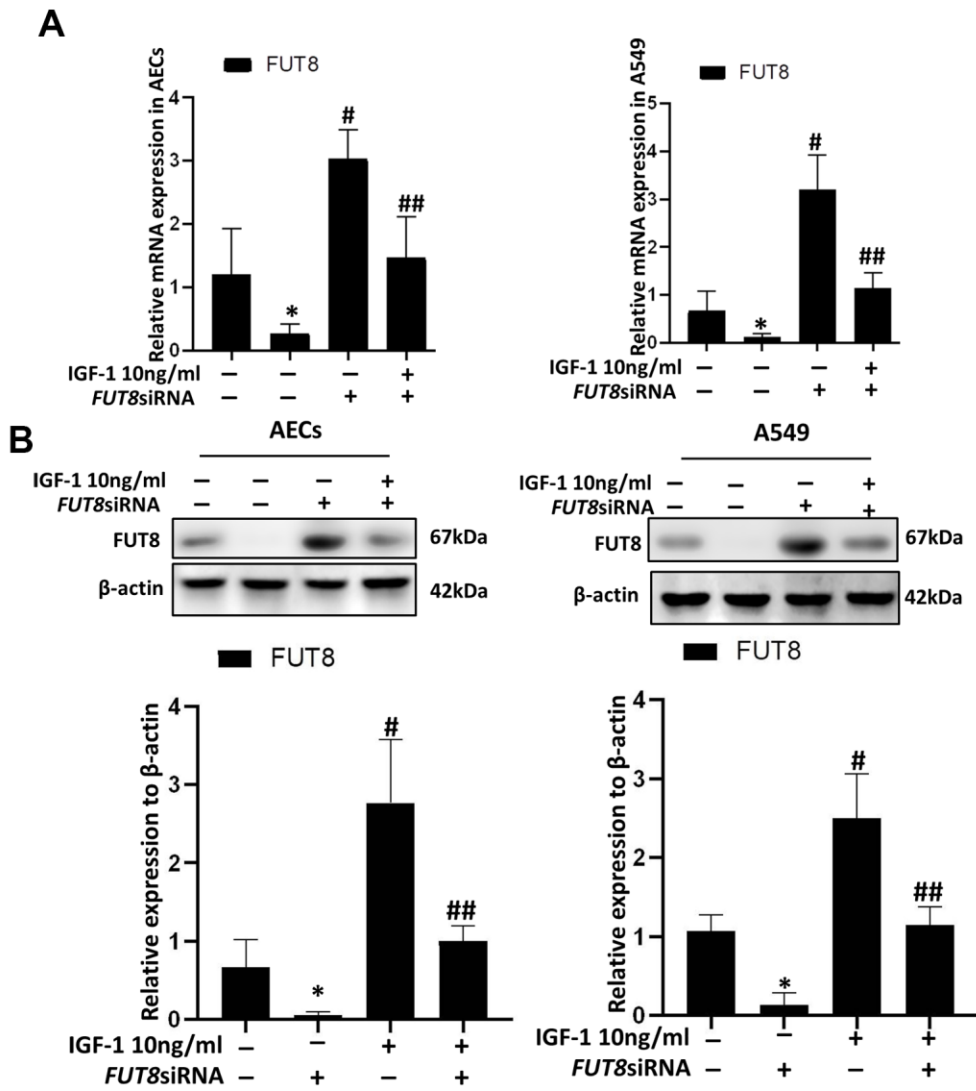 A
FUT8
Relative mRNA expression in AECs
4
3
2
1
0
#
##
*
IGF-1 10ng/ml – – – +
FUT8siRNA – – + +
FUT8
Relative mRNA expression in A549
5
4
3
2
1
0
#
##
*
IGF-1 10ng/ml – – – +
FUT8siRNA – – + +
B
AECs
IGF-1 10ng/ml – – – +
FUT8siRNA – – + +
FUT8 67kDa
β-actin 42kDa
A549
IGF-1 10ng/ml – – – +
FUT8siRNA – – + +
FUT8 67kDa
β-actin 42kDa
FUT8
Relative expression to β-actin
4
3
2
1
0
#
##
*
IGF-1 10ng/ml – – + +
FUT8siRNA – + – +
FUT8
Relative expression to β-actin
4
3
2
1
0
#
##
*
IGF-1 10ng/ml – – + +
FUT8siRNA – + – +